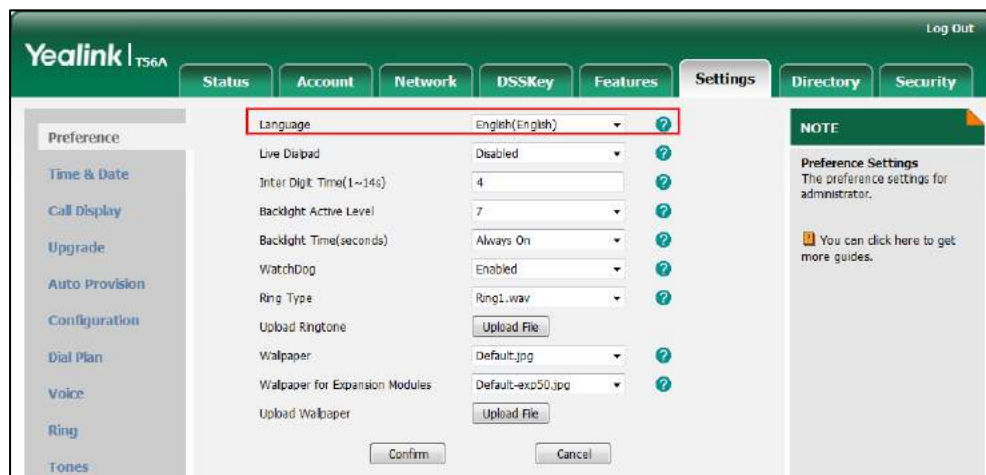 Log Out
Yealink T56A
Status Account Network DSSKey Features Settings Directory Security
Preference
Time & Date
Call Display
Upgrade
Auto Provision
Configuration
Dial Plan
Voice
Ring
Tones
Language English(English)
Live Dialpad Disabled
Inter Digit Time(1~14s) 4
Backlight Active Level 7
Backlight Time(seconds) Always On
WatchDog Enabled
Ring Type Ring1.wav
Upload Ringtone Upload File
Wallpaper Default.jpg
Wallpaper for Expansion Modules Default-exp50.jpg
Upload Wallpaper Upload File
Confirm Cancel
NOTE
Preference Settings
The preference settings for
administrator.
You can click here to get
more guides.